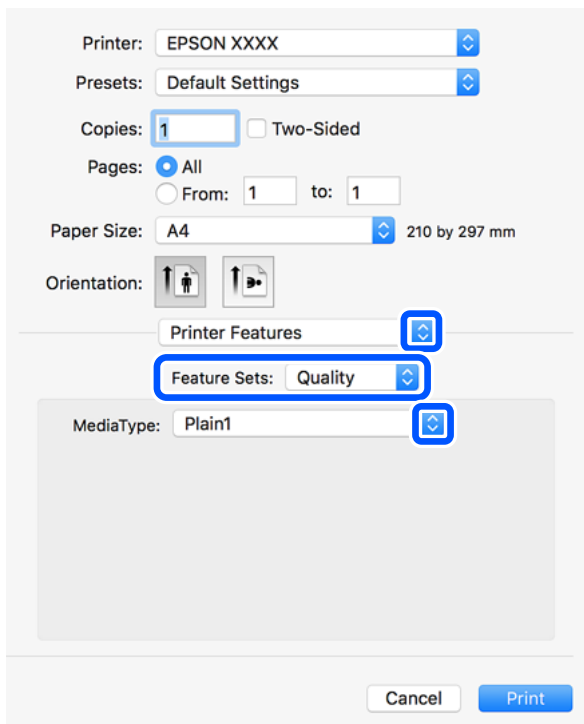 Printer: EPSON XXXX
Presets: Default Settings
Copies: 1 Two-Sided
Pages: All
From: 1 to: 1
Paper Size: A4 210 by 297 mm
Orientation:
Printer Features
Feature Sets: Quality
MediaType: Plain1
Cancel Print